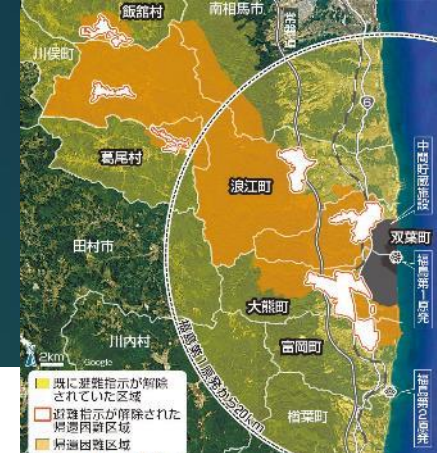 飯舘村
南相馬市
川俣町
常磐道
6
葛尾村
浪江町
中間貯蔵施設
双葉町
福島第1原発
田村市
大熊町
川内村
富岡町
福島第1原発から20km
福島第2原発
楢葉町
2km
Google
既に避難指示が解除
されていた区域
避難指示が解除された
帰還困難区域
帰還困難区域